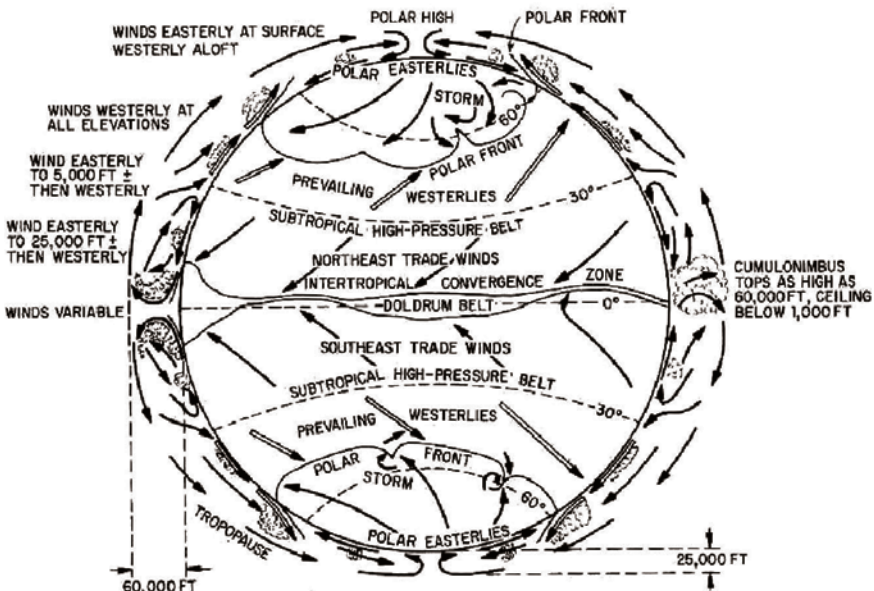 POLAR HIGH
POLAR FRONT
WINDS EASTERLY AT SURFACE
WESTERLY ALOFT
POLAR EASTERLIES
STORM
60°
WINDS WESTERLY AT
ALL ELEVATIONS
POLAR FRONT
WIND EASTERLY
TO 5,000 FT ±
THEN WESTERLY
PREVAILING WESTERLIES
30°
SUBTROPICAL HIGH-PRESSURE BELT
WIND EASTERLY
TO 25,000 FT ±
THEN WESTERLY
NORTHEAST TRADE WINDS
INTERTROPICAL CONVERGENCE ZONE
CUMULONIMBUS
TOPS AS HIGH AS
60,000 FT, CEILING
BELOW 1,000 FT
WINDS VARIABLE
DOLDRUM BELT
0°
SOUTHEAST TRADE WINDS
SUBTROPICAL HIGH-PRESSURE BELT
30°
PREVAILING WESTERLIES
POLAR FRONT
STORM
60°
TROPOPAUSE
POLAR EASTERLIES
25,000 FT
60,000 FT